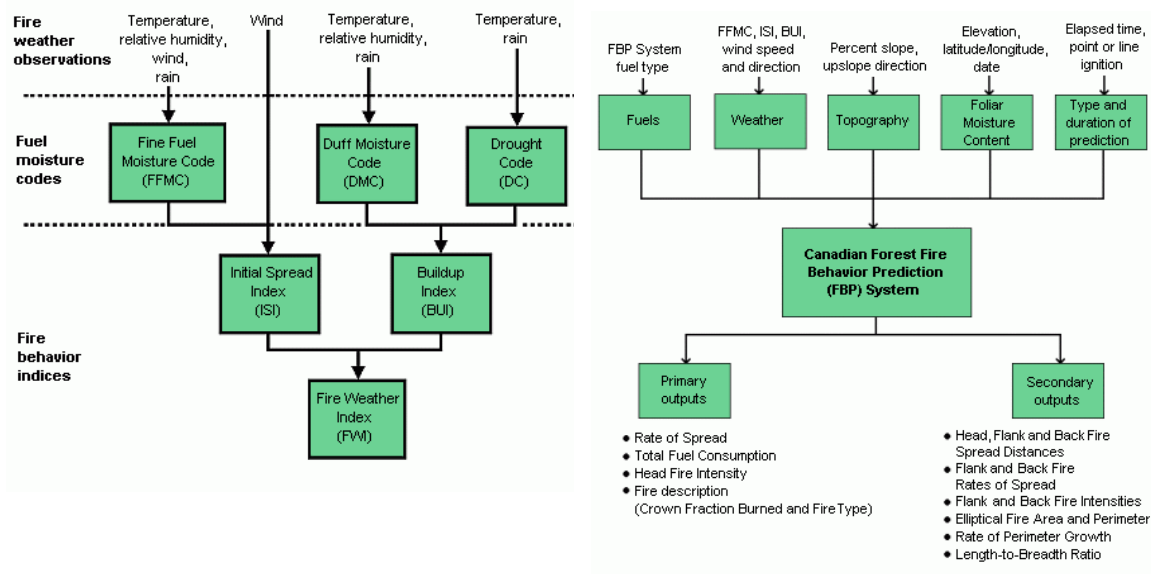 Fire
weather
observations
Temperature,
relative humidity,
wind,
rain
Wind
Temperature,
relative humidity,
rain
Temperature,
rain
Fuel
moisture
codes
Fine Fuel
Moisture Code
(FFMC)
Duff Moisture
Code
(DMC)
Drought
Code
(DC)
Fire
behavior
indices
Initial Spread
Index
(ISI)
Buildup
Index
(BUI)
Fire Weather
Index
(FWI)
FBP System
fuel type
FFMC, ISI, BUI,
wind speed
and direction
Percent slope,
upslope direction
Elevation,
latitude/longitude,
date
Elapsed time,
point or line
ignition
Fuels
Weather
Topography
Foliar
Moisture
Content
Type and
duration of
prediction
Canadian Forest Fire
Behavior Prediction
(FBP) System
Primary
outputs
● Rate of Spread
● Total Fuel Consumption
● Head Fire Intensity
● Fire description
(Crown Fraction Burned and Fire Type)
Secondary
outputs
● Head, Flank and Back Fire
Spread Distances
● Flank and Back Fire
Rates of Spread
● Flank and Back Fire Intensities
● Elliptical Fire Area and Perimeter
● Rate of Perimeter Growth
● Length-to-Breadth Ratio